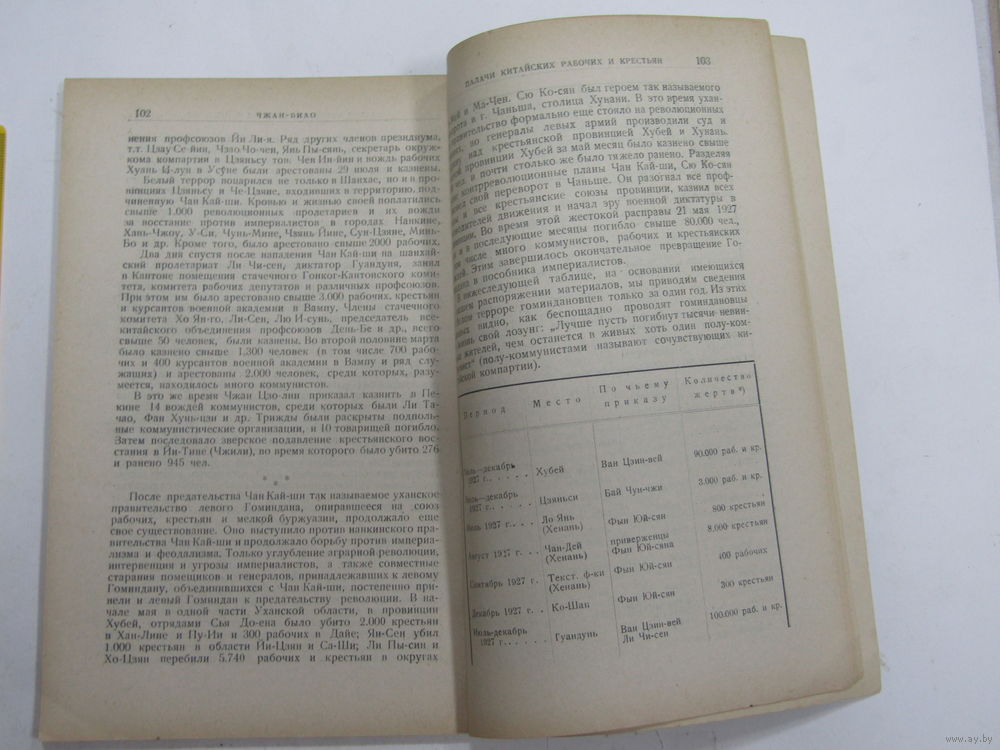 102
ЧЖАН-БИАО
нения профсоюзов Йн Ли-я. Ряд других членов президиума,
т.т. Цзау Се-йин, Чзяо Чо-чен, Янь Пы-сянь, секретарь окруж-
кома компартии в Цзяньсу тов. Чен Ин-йин и вождь рабочих
Хуань И-лун в Усуне были арестованы 29 июля и казнены.
Белый террор воцарился не только в Шанхае, но и в про-
винциях Цзяньсу и Че-Цзяне, входивших в территорию, под-
чиненную Чан Кай-ши. Кровью и жизнью своей поплатились
свыше 1.000 революционных пролетариев и их вожди
за восстание против империалистов в городах Нанкине,
Хань-Чжоу, У-Си, Чунь-Мине, Чвянь-Йине, Сун-Цзяне, Минь-
Бо и др. Кроме того, было арестовано свыше 2000 рабочих.
Два дня спустя после нападения Чан Кай-ши на шанхай-
ский пролетариат Ли Чи-сен, диктатор Гуандуня, занял
в Кантоне помещения стачечного Гонког-Кантонского коми-
тета, комитета рабочих депутатов и различных профсоюзов.
При этом им было арестовано свыше 3.000 рабочих, крестьян
и курсантов военной академии в Вампу. Члены стачечного
комитета Хо Ян-го, Ли-Сен, Лю И-сунь, председатель все-
китайского объединения профсоюзов День-Бе и др., всего
свыше 50 человек, были казнены. Во второй половине марта
было казнено свыше 1.300 человек (в том числе 700 рабо-
чих и 400 курсантов военной академии в Вампу и ряд слу-
жащих) и арестованы 2.000 человек, среди которых, разу-
меется, находилось много коммунистов.
В это же время Чжан Цзо-лин приказал казнить в Пе-
кине 14 вождей коммунистов, среди которых были Ли Та-
чао, Фан Хунь-цзи и др. Трижды были раскрыты подполь-
ные коммунистические организации, и 10 товарищей погибло.
Затем последовало зверское подавление крестьянского вос-
стания в Йи-Тине (Чжили), во время которого было убито 276
и ранено 945 чел.
* * *
После предательства Чан Кай-ши так называемое уханское
правительство левого Гоминдана, опиравшееся на союз
рабочих, крестьян и мелкой буржуазии, продолжало еще
свое существование. Оно выступило против нанкинского пра-
вительства Чан Кай-ши и продолжало борьбу против империа-
лизма и феодализма. Только углубление аграрной революции,
интервенция и угрозы империалистов, а также совместные
старания помещиков и генералов, принадлежавших к левому
Гоминдану, объединившихся с Чан Кай-ши, постепенно при-
вели и левый Гоминдан к предательству революции. В на-
чале мая в одной части Уханской области, в провинции
Хубей, отрядами Сья До-ена было убито 2.000 крестьян
в Хан-Лине и Пу-Ии и 300 рабочих в Дайе; Ян-Сен убил
1.000 крестьян в области Йи-Цзян и Са-Ши; Ли Пы-син и
Хо-Цзян перебили 5.740 рабочих и крестьян в округах
ПАЛАЧИ КИТАЙСКИХ РАБОЧИХ И КРЕСТЬЯН 103
и Ма-Чен. Сю Ко-сян был героем так называемого
в г. Чаньша, столица Хунани. В это время ухан-
формально еще стояло на революционных
но генералы левых армий производили суд и
над крестьянской провинцией Хубей и Хунань.
провинции Хубей за май месяц было казнено свыше
чел. и почти столько же было тяжело ранено. Разделяя
контрреволюционные планы Чан Кай-ши, Сю Ко-сян
свой переворот в Чаньше. Он разогнал все проф-
и все крестьянские союзы провинции, казнил всех
движения и начал эру военной диктатуры в
Во время этой жестокой расправы 21 мая 1927
и в последующие месяцы погибло свыше 80.000 чел.,
числе много коммунистов, рабочих и крестьянских
Этим завершилось окончательное превращение Го-
в пособника империалистов.
нижеследующей таблице, на основании имеющихся
распоряжении материалов, мы приводим сведения
терроре гоминдановцев только за один год. Из этих
видно, как беспощадно проводят гоминдановцы
свой лозунг: „Лучше пусть погибнут тысячи невин-
жителей, чем останется в живых хоть один полу-ком-
(полу-коммунистами называют сочувствующих ки-
компартии).
Период Место По чьему приказу Количество жертв*)
—декабрь 1927 г. . . . . . Хубей Ван Цзин-вей 90.000 раб. и кр.
—декабрь 1927 г. . . . . . Цзяньси Бай Чун-чжи 3.000 раб. и кр.
1927 г. . . . Ло-Янь (Хенань) Фын Юй-сян 800 крестьян
Август 1927 г. . . Чан-Дей (Хенань) приверженцы Фын Юй-сяна 8.000 крестьян
Сентябрь 1927 г. . Текст. ф-ки (Хенань) Фын Юй-сян 400 рабочих
Декабрь 1927 г. . . Ко-Шан Фын Юй-сян 300 крестьян
Июль-декабрь 1927 г. . . . . . Гуандунь Ван Цзин-вей Ли Чи-сен 100.000 раб. и кр.
www.ay.by